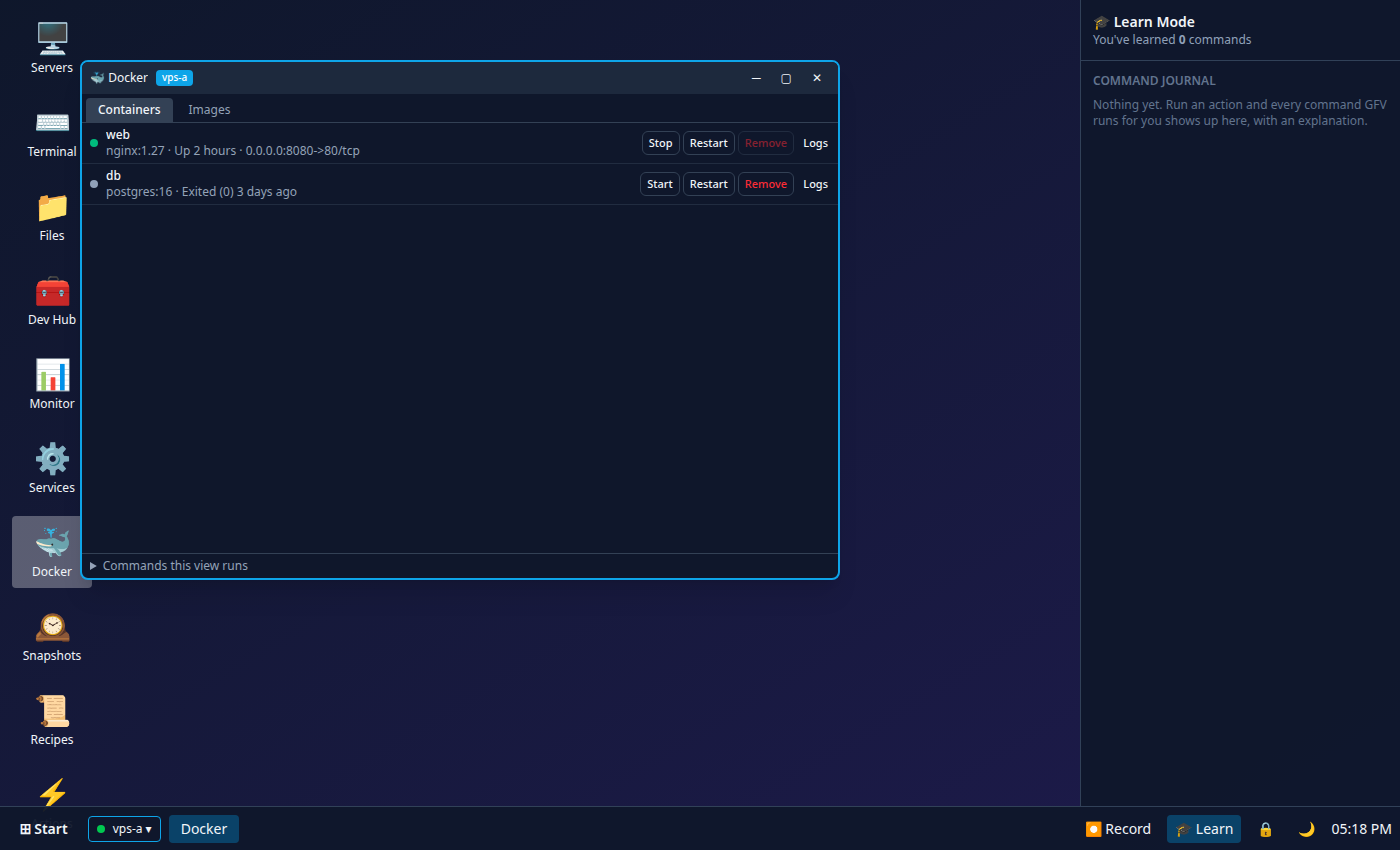 Servers
Terminal
Files
Dev Hub
Monitor
Services
Docker
Snapshots
Recipes
Docker vps-a
Containers Images
web
nginx:1.27 · Up 2 hours · 0.0.0.0:8080->80/tcp
Stop Restart Remove Logs
db
postgres:16 · Exited (0) 3 days ago
Start Restart Remove Logs
Commands this view runs
Learn Mode
You've learned 0 commands
COMMAND JOURNAL
Nothing yet. Run an action and every command GFV
runs for you shows up here, with an explanation.
Start vps-a Docker Record Learn 05:18 PM